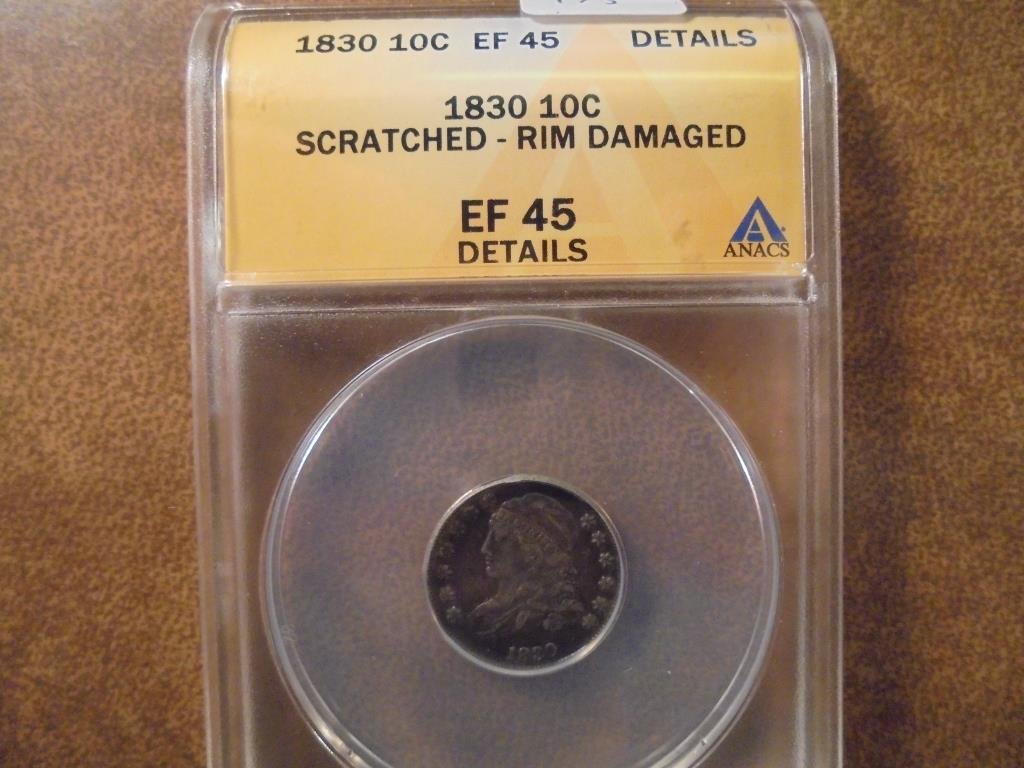 1830 10C EF 45 DETAILS
1830 10C
SCRATCHED - RIM DAMAGED
EF 45
DETAILS
ANACS
1830